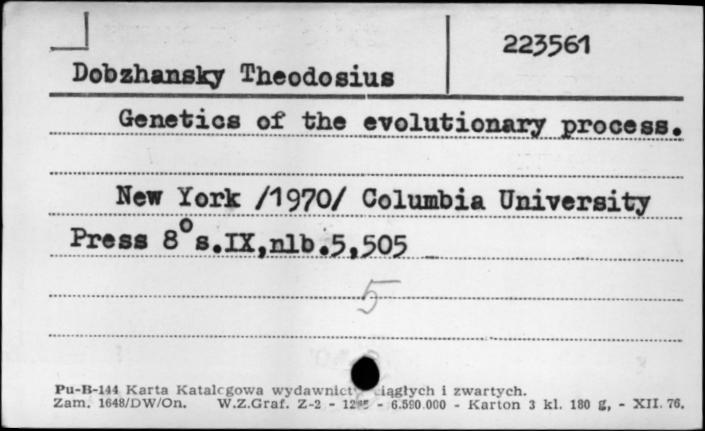 223561
Dobzhansky Theodosius
Genetics of the evolutionary process.
New York /1970/ Columbia University
Press 8° s.IX,nlb.5,505
5
Pu-B-144 Karta Katalogowa wydawnictw ciągłych i zwartych.
Zam. 1648/DW/On. W.Z.Graf. Z-2 - - 6.590.000 - Karton 3 kl. 180 g, - XII. 76.